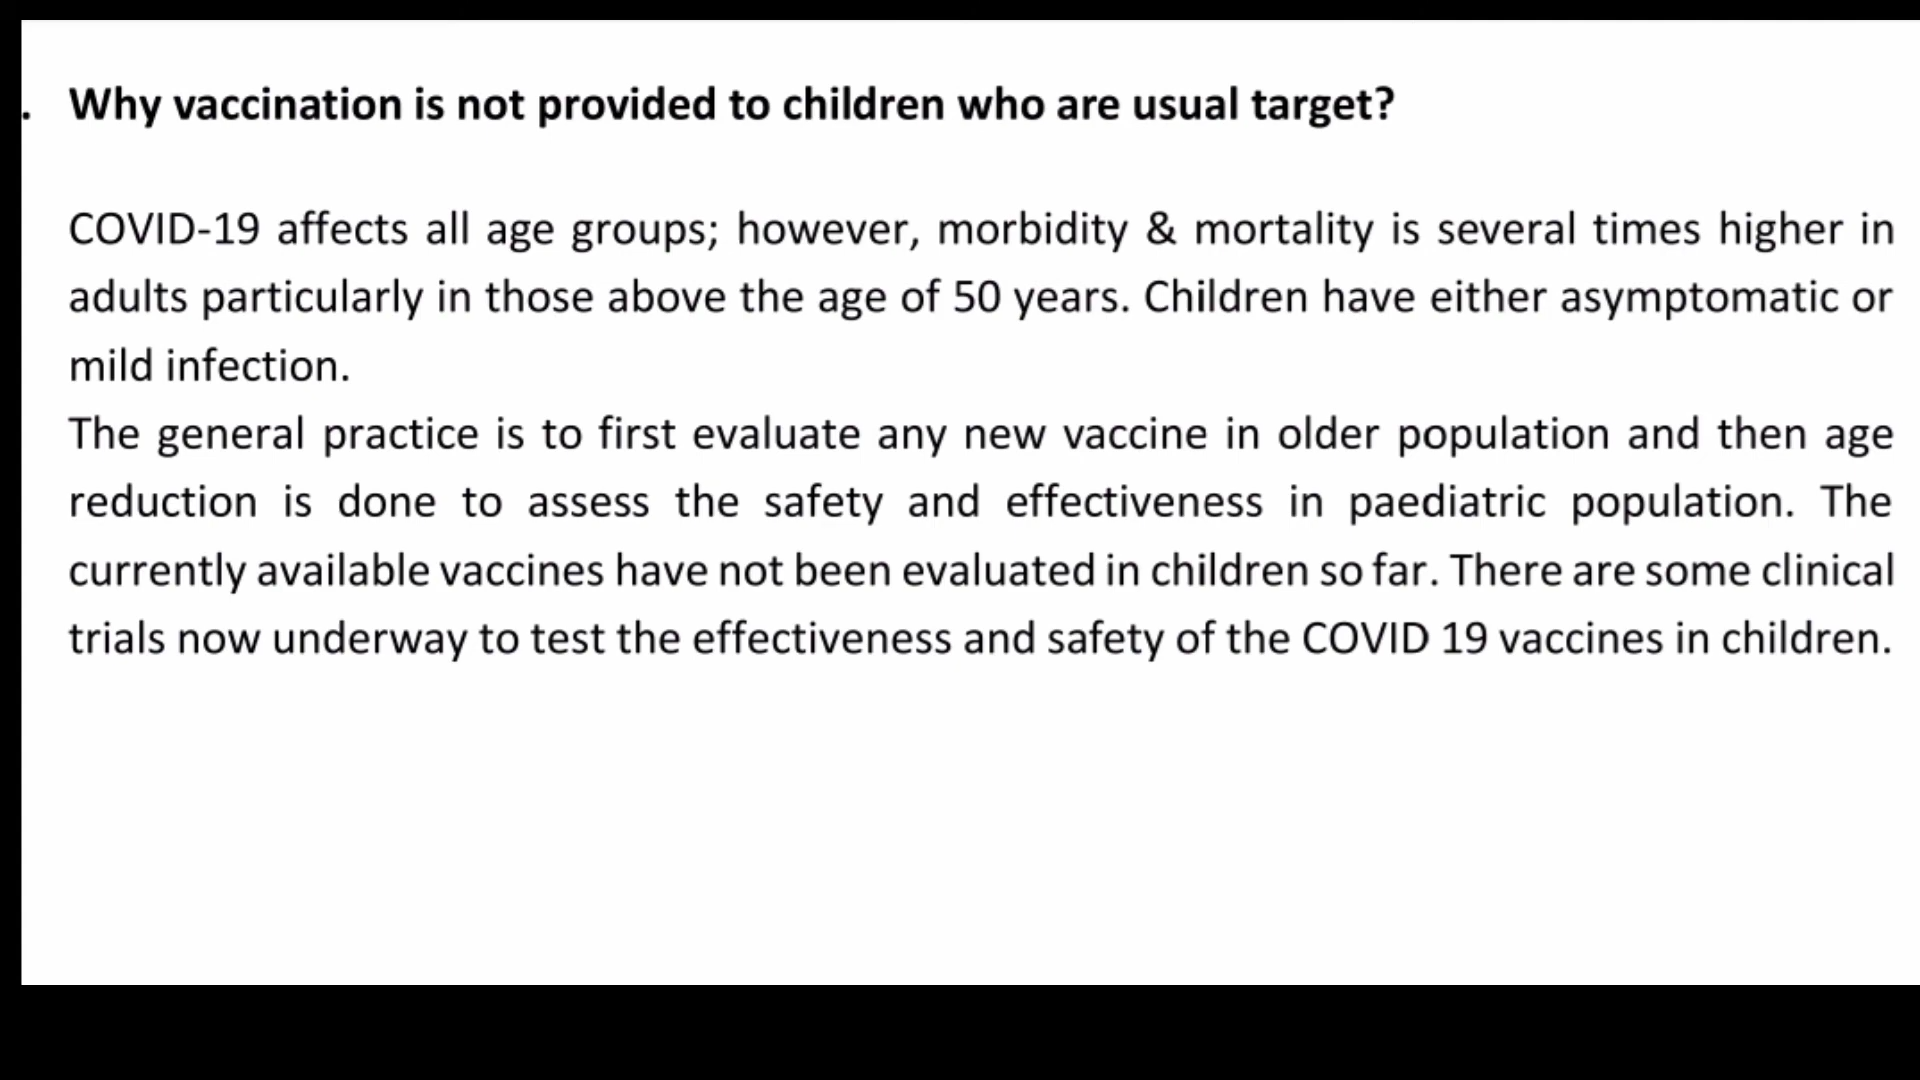 . Why vaccination is not provided to children who are usual target?
COVID-19 affects all age groups; however, morbidity & mortality is several times higher in
adults particularly in those above the age of 50 years. Children have either asymptomatic or
mild infection.
The general practice is to first evaluate any new vaccine in older population and then age
reduction is done to assess the safety and effectiveness in paediatric population. The
currently available vaccines have not been evaluated in children so far. There are some clinical
trials now underway to test the effectiveness and safety of the COVID 19 vaccines in children.